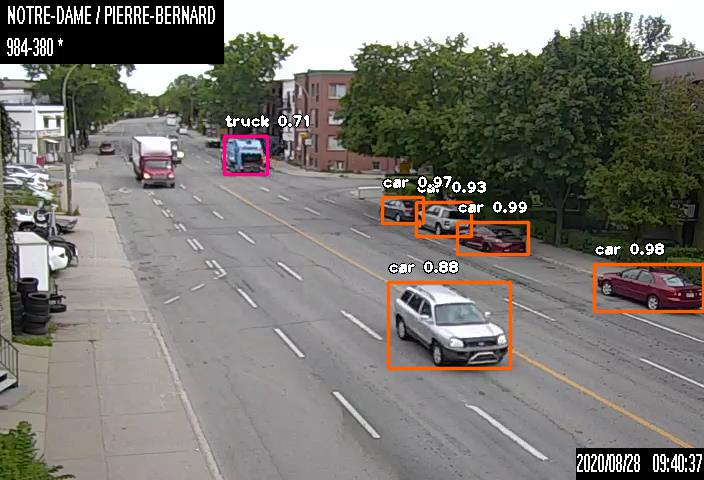 NOTRE-DAME / PIERRE-BERNARD
984-380 *
truck 0.71
car 0.97
car 0.93
car 0.99
car 0.98
car 0.88
2020/08/28 09:40:37